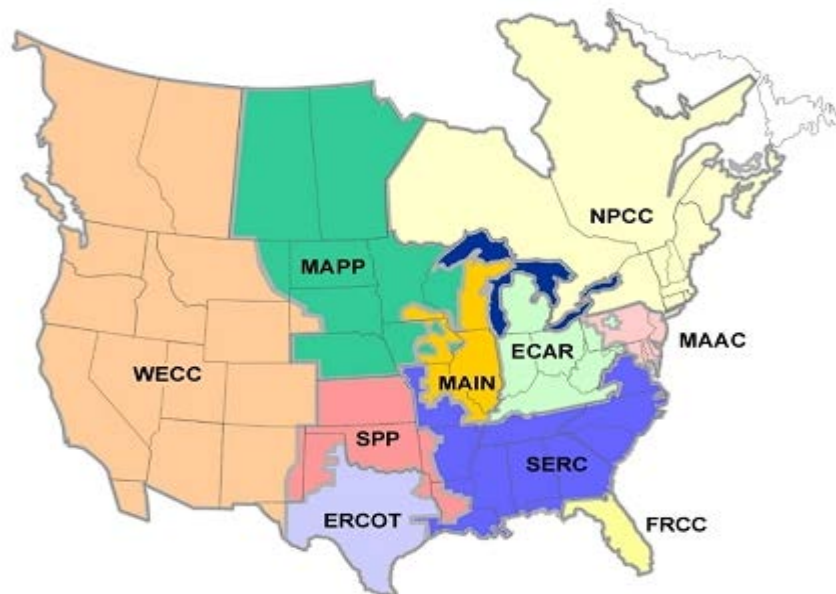 NPCC
MAPP
MAAC
ECAR
WECC
MAIN
SPP
SERC
ERCOT
FRCC